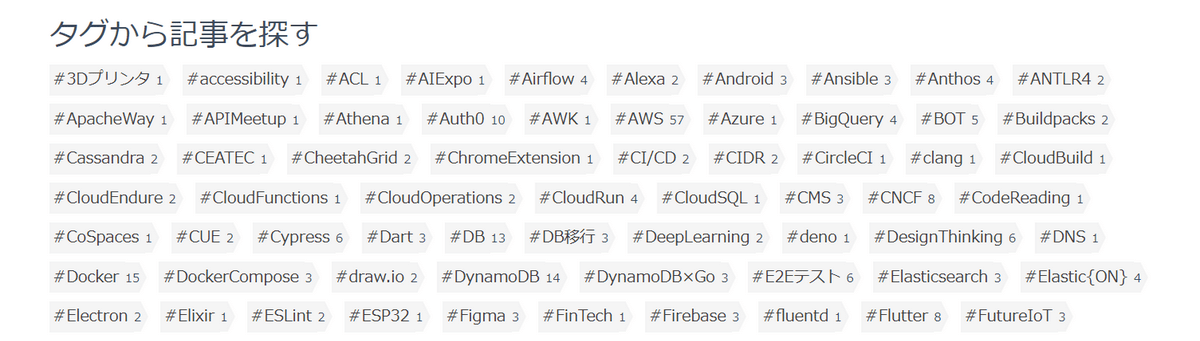 タグから記事を探す
#3Dプリンタ 1 #accessibility 1 #ACL 1 #AIExpo 1 #Airflow 4 #Alexa 2 #Android 3 #Ansible 3 #Anthos 4 #ANTLR4 2
#ApacheWay 1 #APIMeetup 1 #Athena 1 #Auth0 10 #AWK 1 #AWS 57 #Azure 1 #BigQuery 4 #BOT 5 #Buildpacks 2
#Cassandra 2 #CEATEC 1 #CheetahGrid 2 #ChromeExtension 1 #CI/CD 2 #CIDR 2 #CircleCI 1 #clang 1 #CloudBuild 1
#CloudEndure 2 #CloudFunctions 1 #CloudOperations 2 #CloudRun 4 #CloudSQL 1 #CMS 3 #CNCF 8 #CodeReading 1
#CoSpaces 1 #CUE 2 #Cypress 6 #Dart 3 #DB 13 #DB移行 3 #DeepLearning 2 #deno 1 #DesignThinking 6 #DNS 1
#Docker 15 #DockerCompose 3 #draw.io 2 #DynamoDB 14 #DynamoDB×Go 3 #E2Eテスト 6 #Elasticsearch 3 #Elastic{ON} 4
#Electron 2 #Elixir 1 #ESLint 2 #ESP32 1 #Figma 3 #FinTech 1 #Firebase 3 #fluentd 1 #Flutter 8 #FutureIoT 3